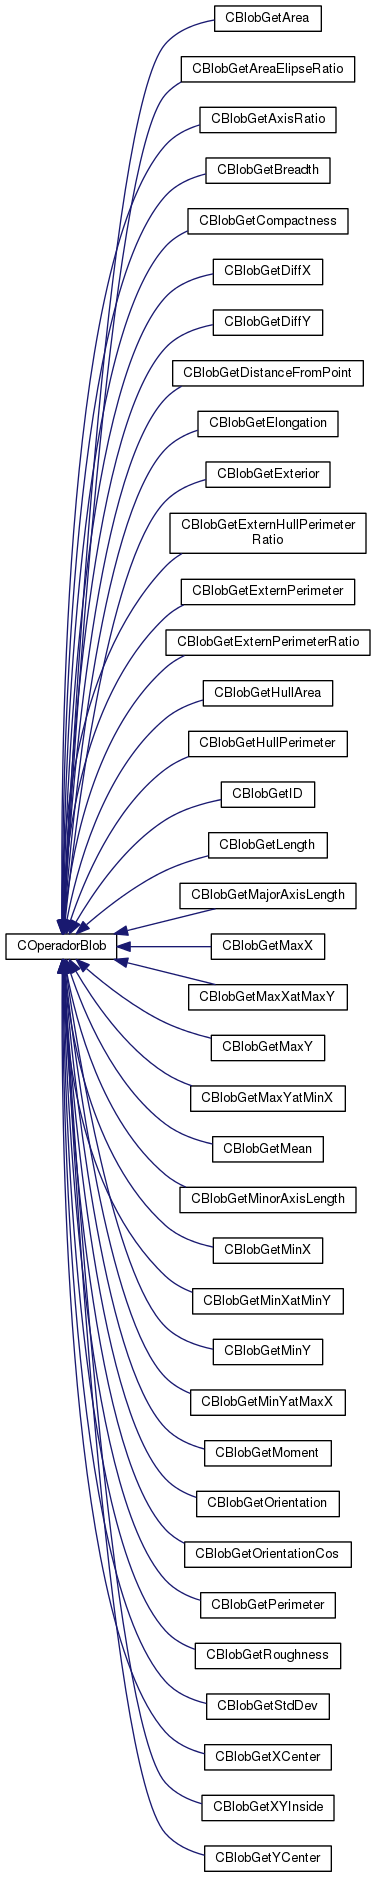 CBlobGetArea
CBlobGetAreaElipseRatio
CBlobGetAxisRatio
CBlobGetBreadth
CBlobGetCompactness
CBlobGetDiffX
CBlobGetDiffY
CBlobGetDistanceFromPoint
CBlobGetElongation
CBlobGetExterior
CBlobGetExternHullPerimeter
Ratio
CBlobGetExternPerimeter
CBlobGetExternPerimeterRatio
CBlobGetHullArea
CBlobGetHullPerimeter
CBlobGetID
CBlobGetLength
CBlobGetMajorAxisLength
COperadorBlob
CBlobGetMaxX
CBlobGetMaxXatMaxY
CBlobGetMaxY
CBlobGetMaxYatMinX
CBlobGetMean
CBlobGetMinorAxisLength
CBlobGetMinX
CBlobGetMinXatMinY
CBlobGetMinY
CBlobGetMinYatMaxX
CBlobGetMoment
CBlobGetOrientation
CBlobGetOrientationCos
CBlobGetPerimeter
CBlobGetRoughness
CBlobGetStdDev
CBlobGetXCenter
CBlobGetXYInside
CBlobGetYCenter